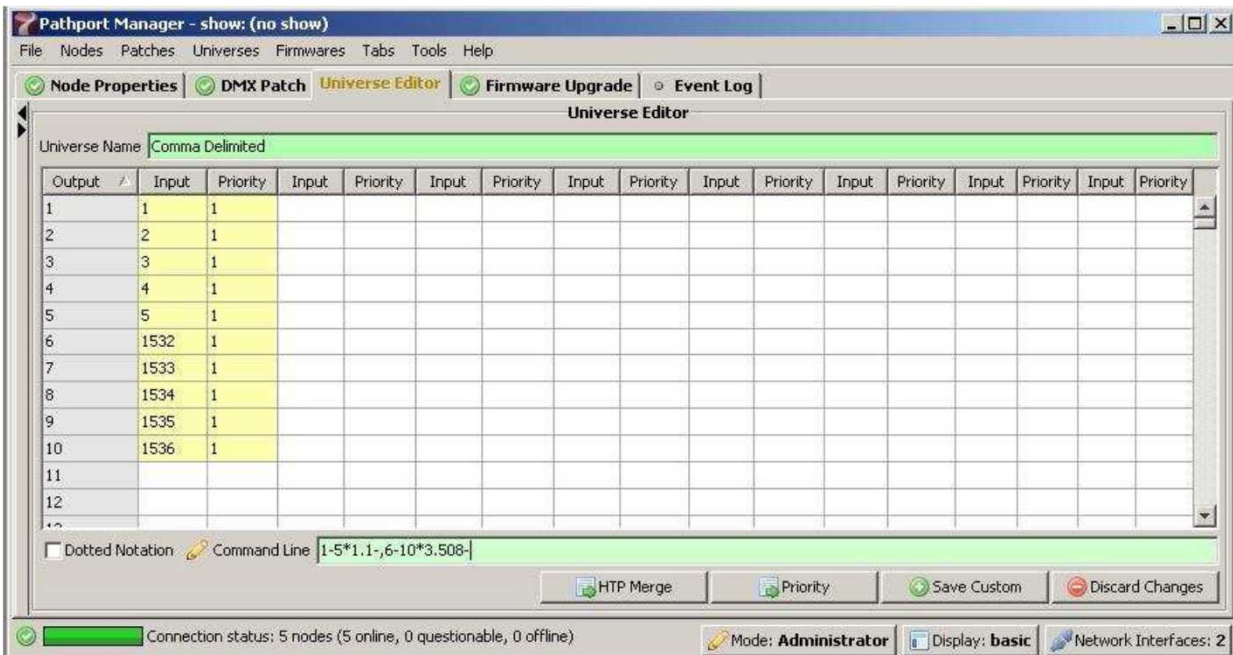 Pathport Manager - show: (no show)
File Nodes Patches Universes Firmwares Tabs Tools Help
Node Properties DMX Patch Universe Editor Firmware Upgrade Event Log
Universe Editor
Universe Name Comma Delimited
Output Input Priority Input Priority Input Priority Input Priority Input Priority Input Priority Input Priority Input Priority
1 1 1
2 2 1
3 3 1
4 4 1
5 5 1
6 1532 1
7 1533 1
8 1534 1
9 1535 1
10 1536 1
11
12
Dotted Notation Command Line 1-5*1.1-,6-10*3.508-
HTP Merge Priority Save Custom Discard Changes
Connection status: 5 nodes (5 online, 0 questionable, 0 offline) Mode: Administrator Display: basic Network Interfaces: 2